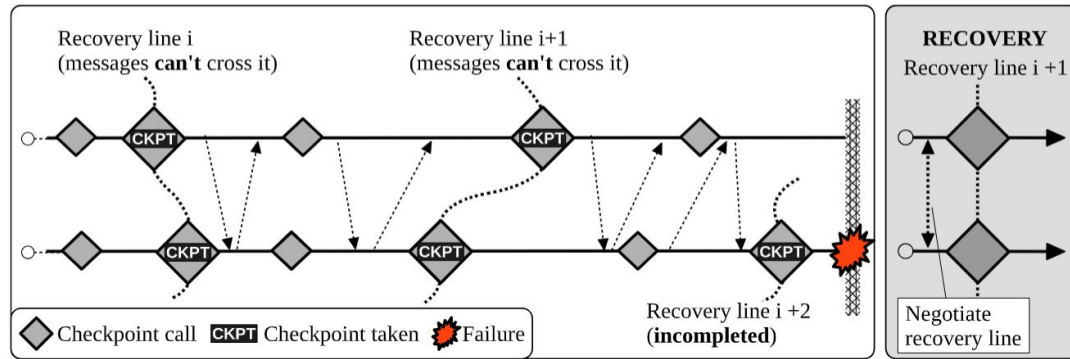 Recovery line i
(messages can't cross it)
Recovery line i+1
(messages can't cross it)
CKPT
CKPT
CKPT
CKPT
CKPT
Recovery line i +2
(incompleted)
Checkpoint call
CKPT Checkpoint taken
Failure
RECOVERY
Recovery line i +1
Negotiate
recovery line